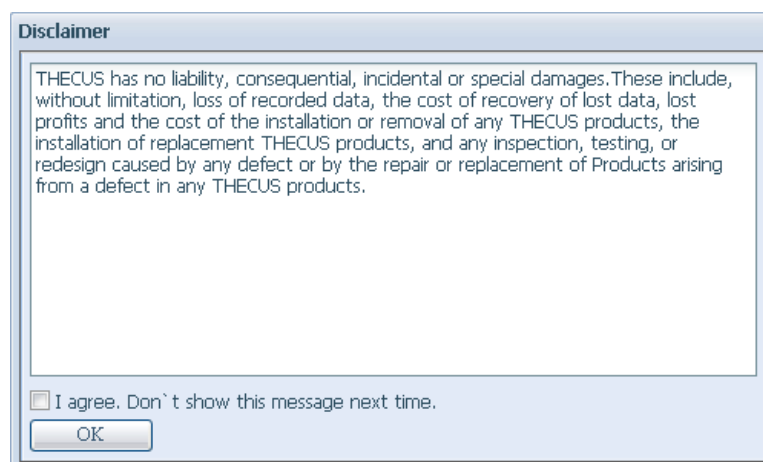 Disclaimer
THECUS has no liability, consequential, incidental or special damages.These include,
without limitation, loss of recorded data, the cost of recovery of lost data, lost
profits and the cost of the installation or removal of any THECUS products, the
installation of replacement THECUS products, and any inspection, testing, or
redesign caused by any defect or by the repair or replacement of Products arising
from a defect in any THECUS products.
I agree. Don`t show this message next time.
OK